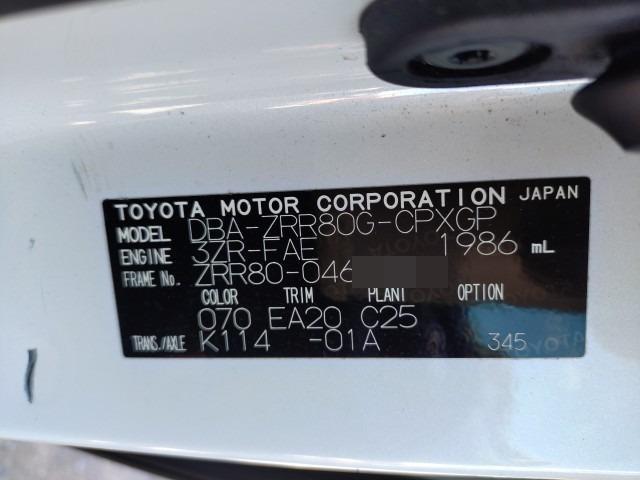 TOYOTA MOTOR CORPORATION JAPAN
MODEL DBA-ZRR80G-CPXGP
ENGINE 3ZR-FAE 1986 mL
FRAME No. ZRR80-046
COLOR TRIM PLANT OPTION
070 EA20 C25
TRANS./AXLE K114 -01A 345